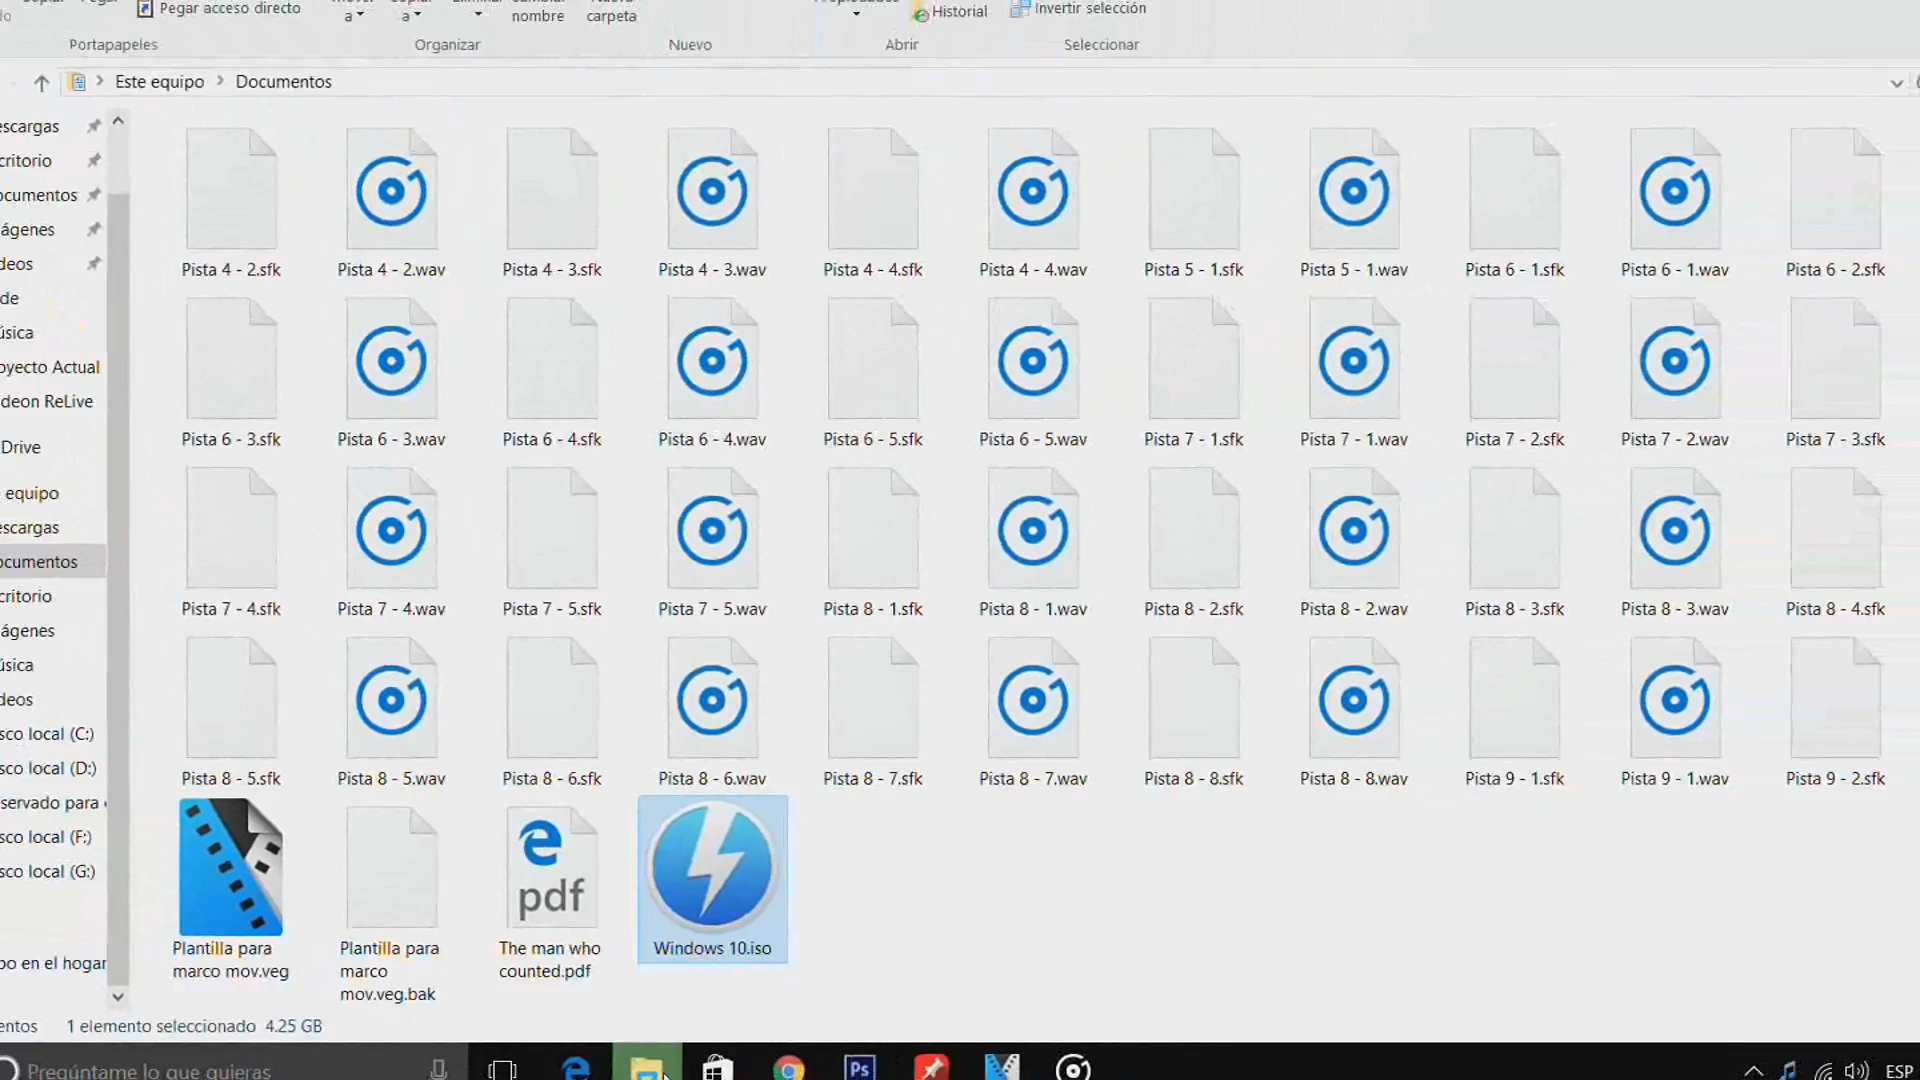 Pegar acceso directo
a
a
nombre
carpeta
Historial
Invertir selección
Portapapeles
Organizar
Nuevo
Abrir
Seleccionar
Este equipo > Documentos
escargas
critorio
ocumentos
ágenes
deos
de
úsica
oyecto Actual
deon ReLive
Drive
equipo
escargas
ocumentos
critorio
ágenes
úsica
deos
sco local (C:)
sco local (D:)
servado para
sco local (F:)
sco local (G:)
po en el hogar
Pista 4 - 2.sfk
Pista 4 - 2.wav
Pista 4 - 3.sfk
Pista 4 - 3.wav
Pista 4 - 4.sfk
Pista 4 - 4.wav
Pista 5 - 1.sfk
Pista 5 - 1.wav
Pista 6 - 1.sfk
Pista 6 - 1.wav
Pista 6 - 2.sfk
Pista 6 - 3.sfk
Pista 6 - 3.wav
Pista 6 - 4.sfk
Pista 6 - 4.wav
Pista 6 - 5.sfk
Pista 6 - 5.wav
Pista 7 - 1.sfk
Pista 7 - 1.wav
Pista 7 - 2.sfk
Pista 7 - 2.wav
Pista 7 - 3.sfk
Pista 7 - 4.sfk
Pista 7 - 4.wav
Pista 7 - 5.sfk
Pista 7 - 5.wav
Pista 8 - 1.sfk
Pista 8 - 1.wav
Pista 8 - 2.sfk
Pista 8 - 2.wav
Pista 8 - 3.sfk
Pista 8 - 3.wav
Pista 8 - 4.sfk
Pista 8 - 5.sfk
Pista 8 - 5.wav
Pista 8 - 6.sfk
Pista 8 - 6.wav
Pista 8 - 7.sfk
Pista 8 - 7.wav
Pista 8 - 8.sfk
Pista 8 - 8.wav
Pista 9 - 1.sfk
Pista 9 - 1.wav
Pista 9 - 2.sfk
Plantilla para
marco mov.veg
Plantilla para
marco
mov.veg.bak
pdf
The man who
counted.pdf
Windows 10.iso
entos
1 elemento seleccionado 4.25 GB
Pregúntame lo que quieras
Ps
ESP